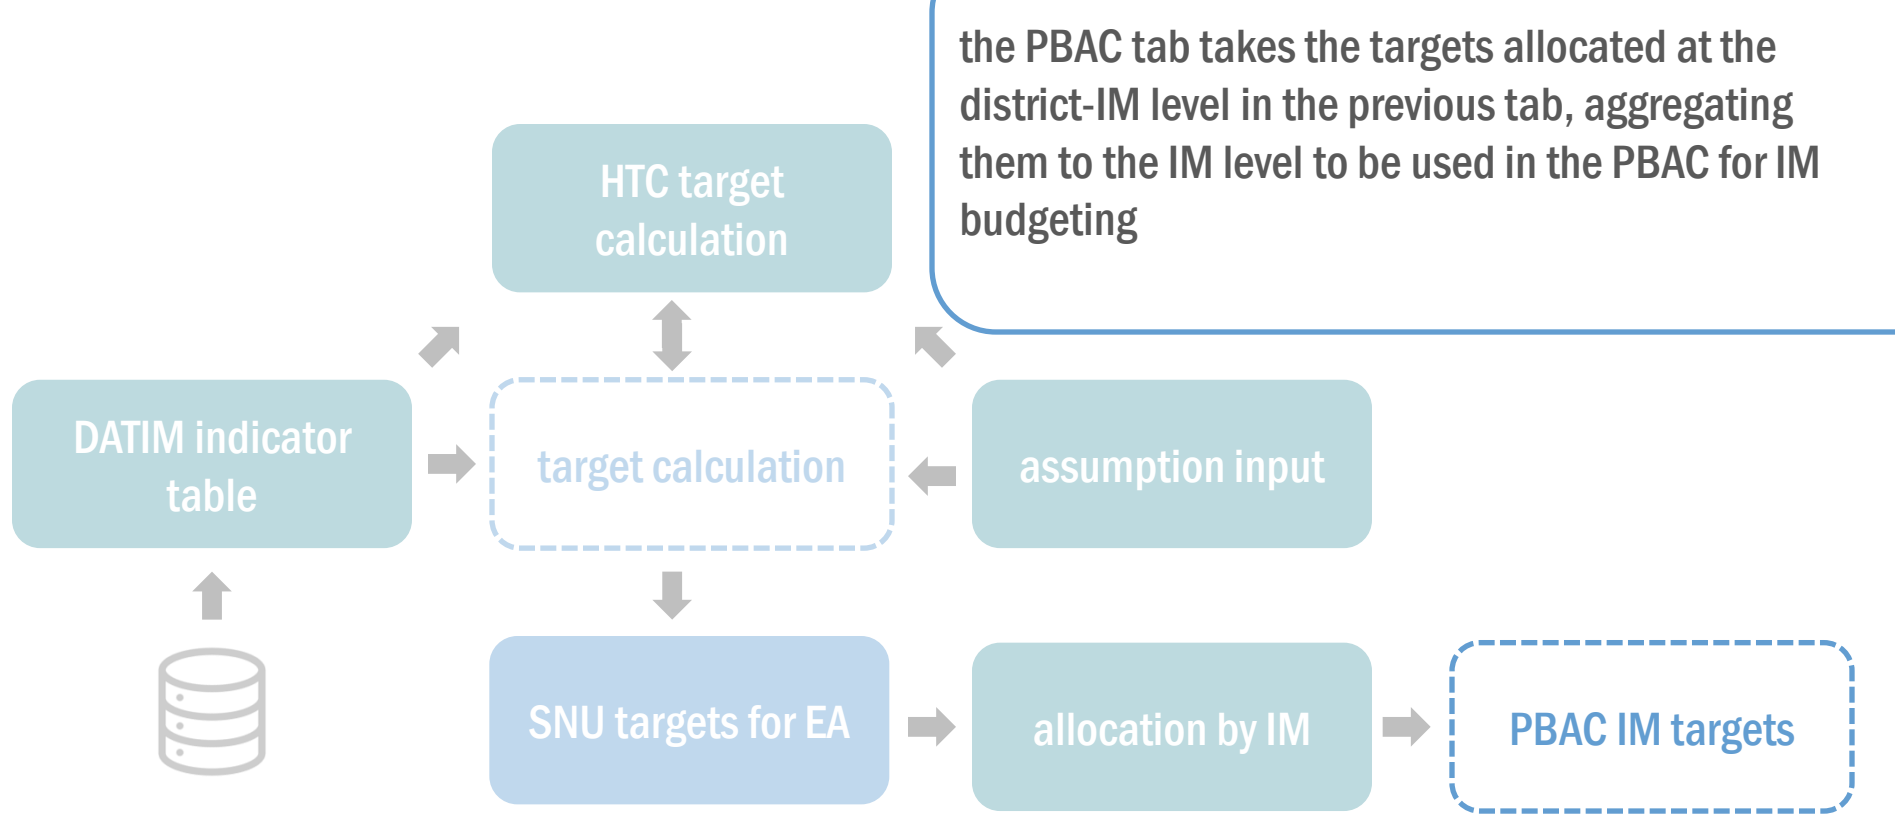 the PBAC tab takes the targets allocated at the
district-IM level in the previous tab, aggregating
them to the IM level to be used in the PBAC for IM
budgeting
HTC target
calculation
DATIM indicator
table
target calculation
assumption input
SNU targets for EA
allocation by IM
PBAC IM targets